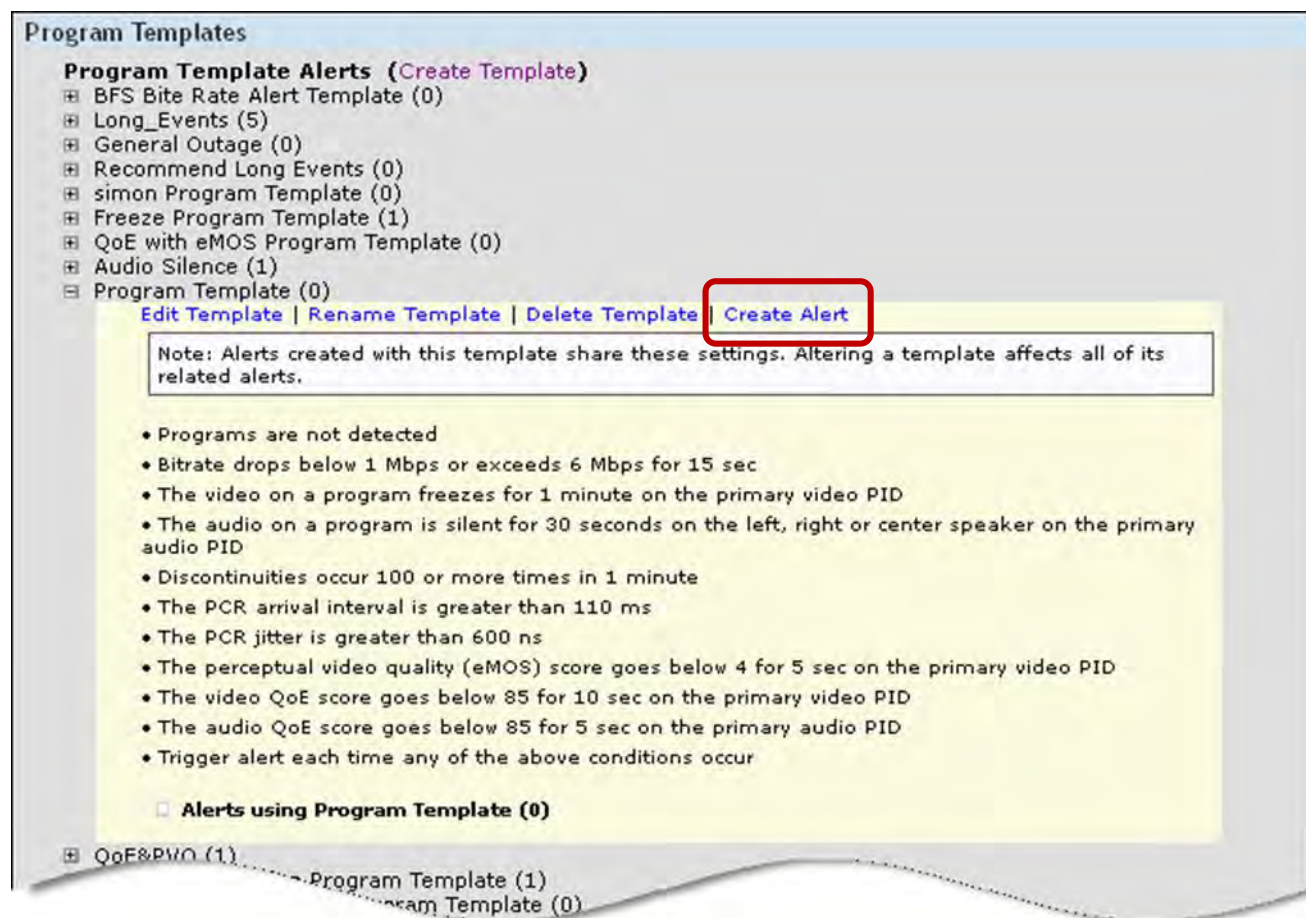 Program Templates
Program Template Alerts (Create Template)
BFS Bite Rate Alert Template (0)
Long_Events (5)
General Outage (0)
Recommend Long Events (0)
simon Program Template (0)
Freeze Program Template (1)
QoE with eMOS Program Template (0)
Audio Silence (1)
Program Template (0)
Edit Template | Rename Template | Delete Template | Create Alert
Note: Alerts created with this template share these settings. Altering a template affects all of its
related alerts.
• Programs are not detected
• Bitrate drops below 1 Mbps or exceeds 6 Mbps for 15 sec
• The video on a program freezes for 1 minute on the primary video PID
• The audio on a program is silent for 30 seconds on the left, right or center speaker on the primary
audio PID
• Discontinuities occur 100 or more times in 1 minute
• The PCR arrival interval is greater than 110 ms
• The PCR jitter is greater than 600 ns
• The perceptual video quality (eMOS) score goes below 4 for 5 sec on the primary video PID
• The video QoE score goes below 85 for 10 sec on the primary video PID
• The audio QoE score goes below 85 for 5 sec on the primary audio PID
• Trigger alert each time any of the above conditions occur
Alerts using Program Template (0)
QoE&PVQ (1)
Program Template (1)
Template (0)